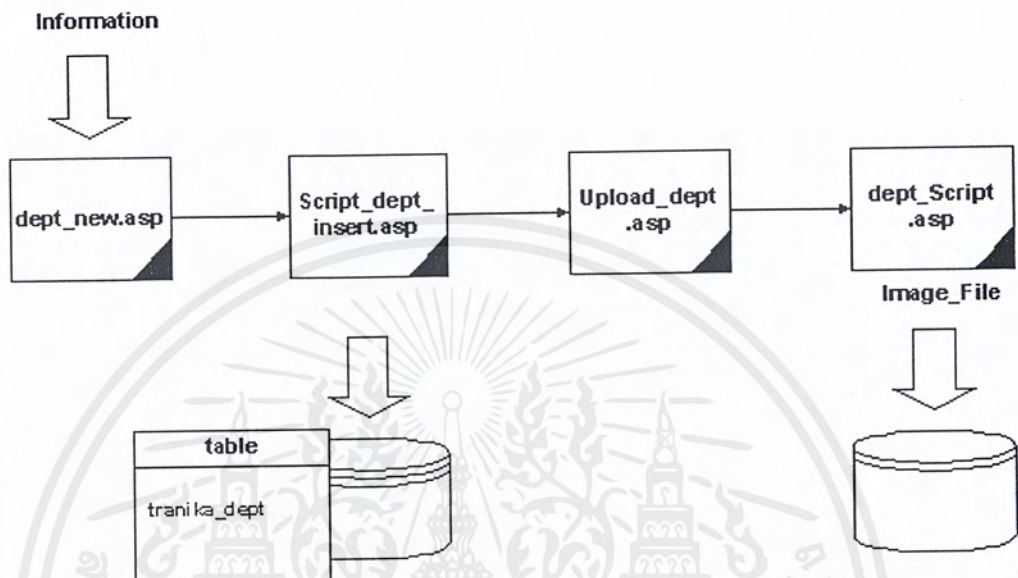 Information
dept_new.asp
Script_dept_
insert.asp
Upload_dept
.asp
dept_Script
.asp
Image_File
table
tranika_dept